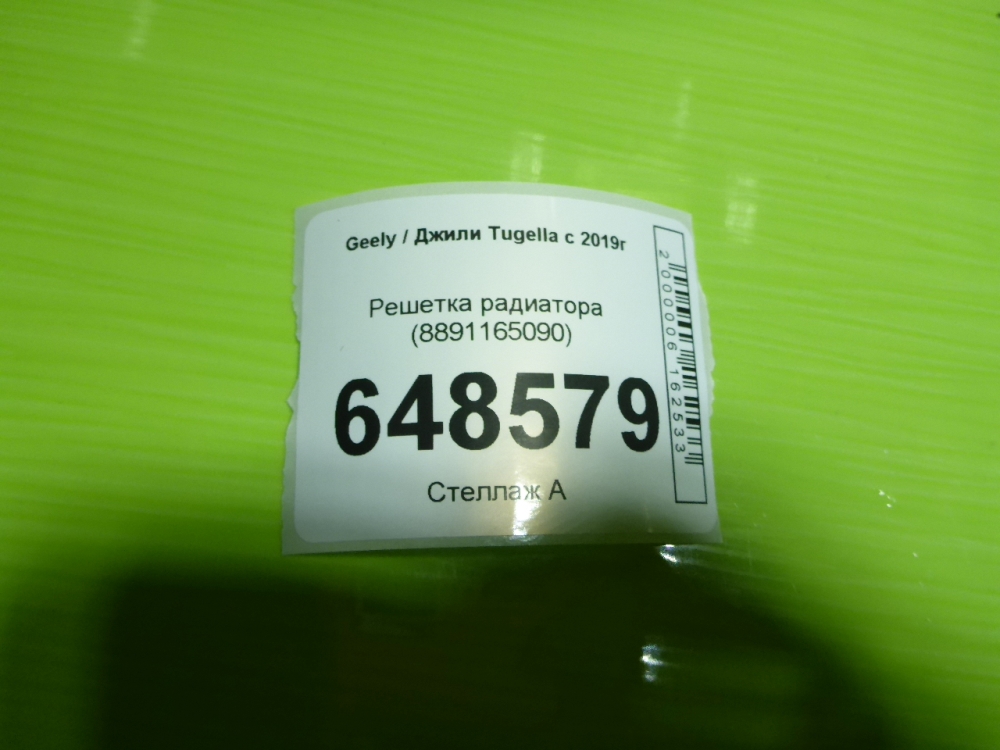 Geely / Джили Tugella с 2019г
Решетка радиатора
(8891165090)
648579
Стеллаж А
2000006162533